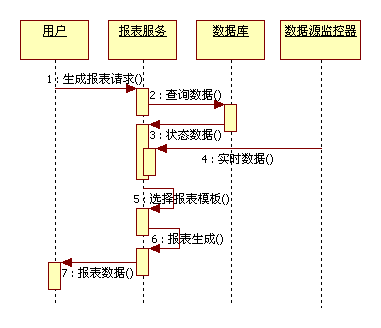 用户
报表服务
数据库
数据源监控器
1 : 生成报表请求()
2 : 查询数据()
3 : 状态数据()
4 : 实时数据()
5 : 选择报表模板()
6 : 报表生成()
7 : 报表数据()